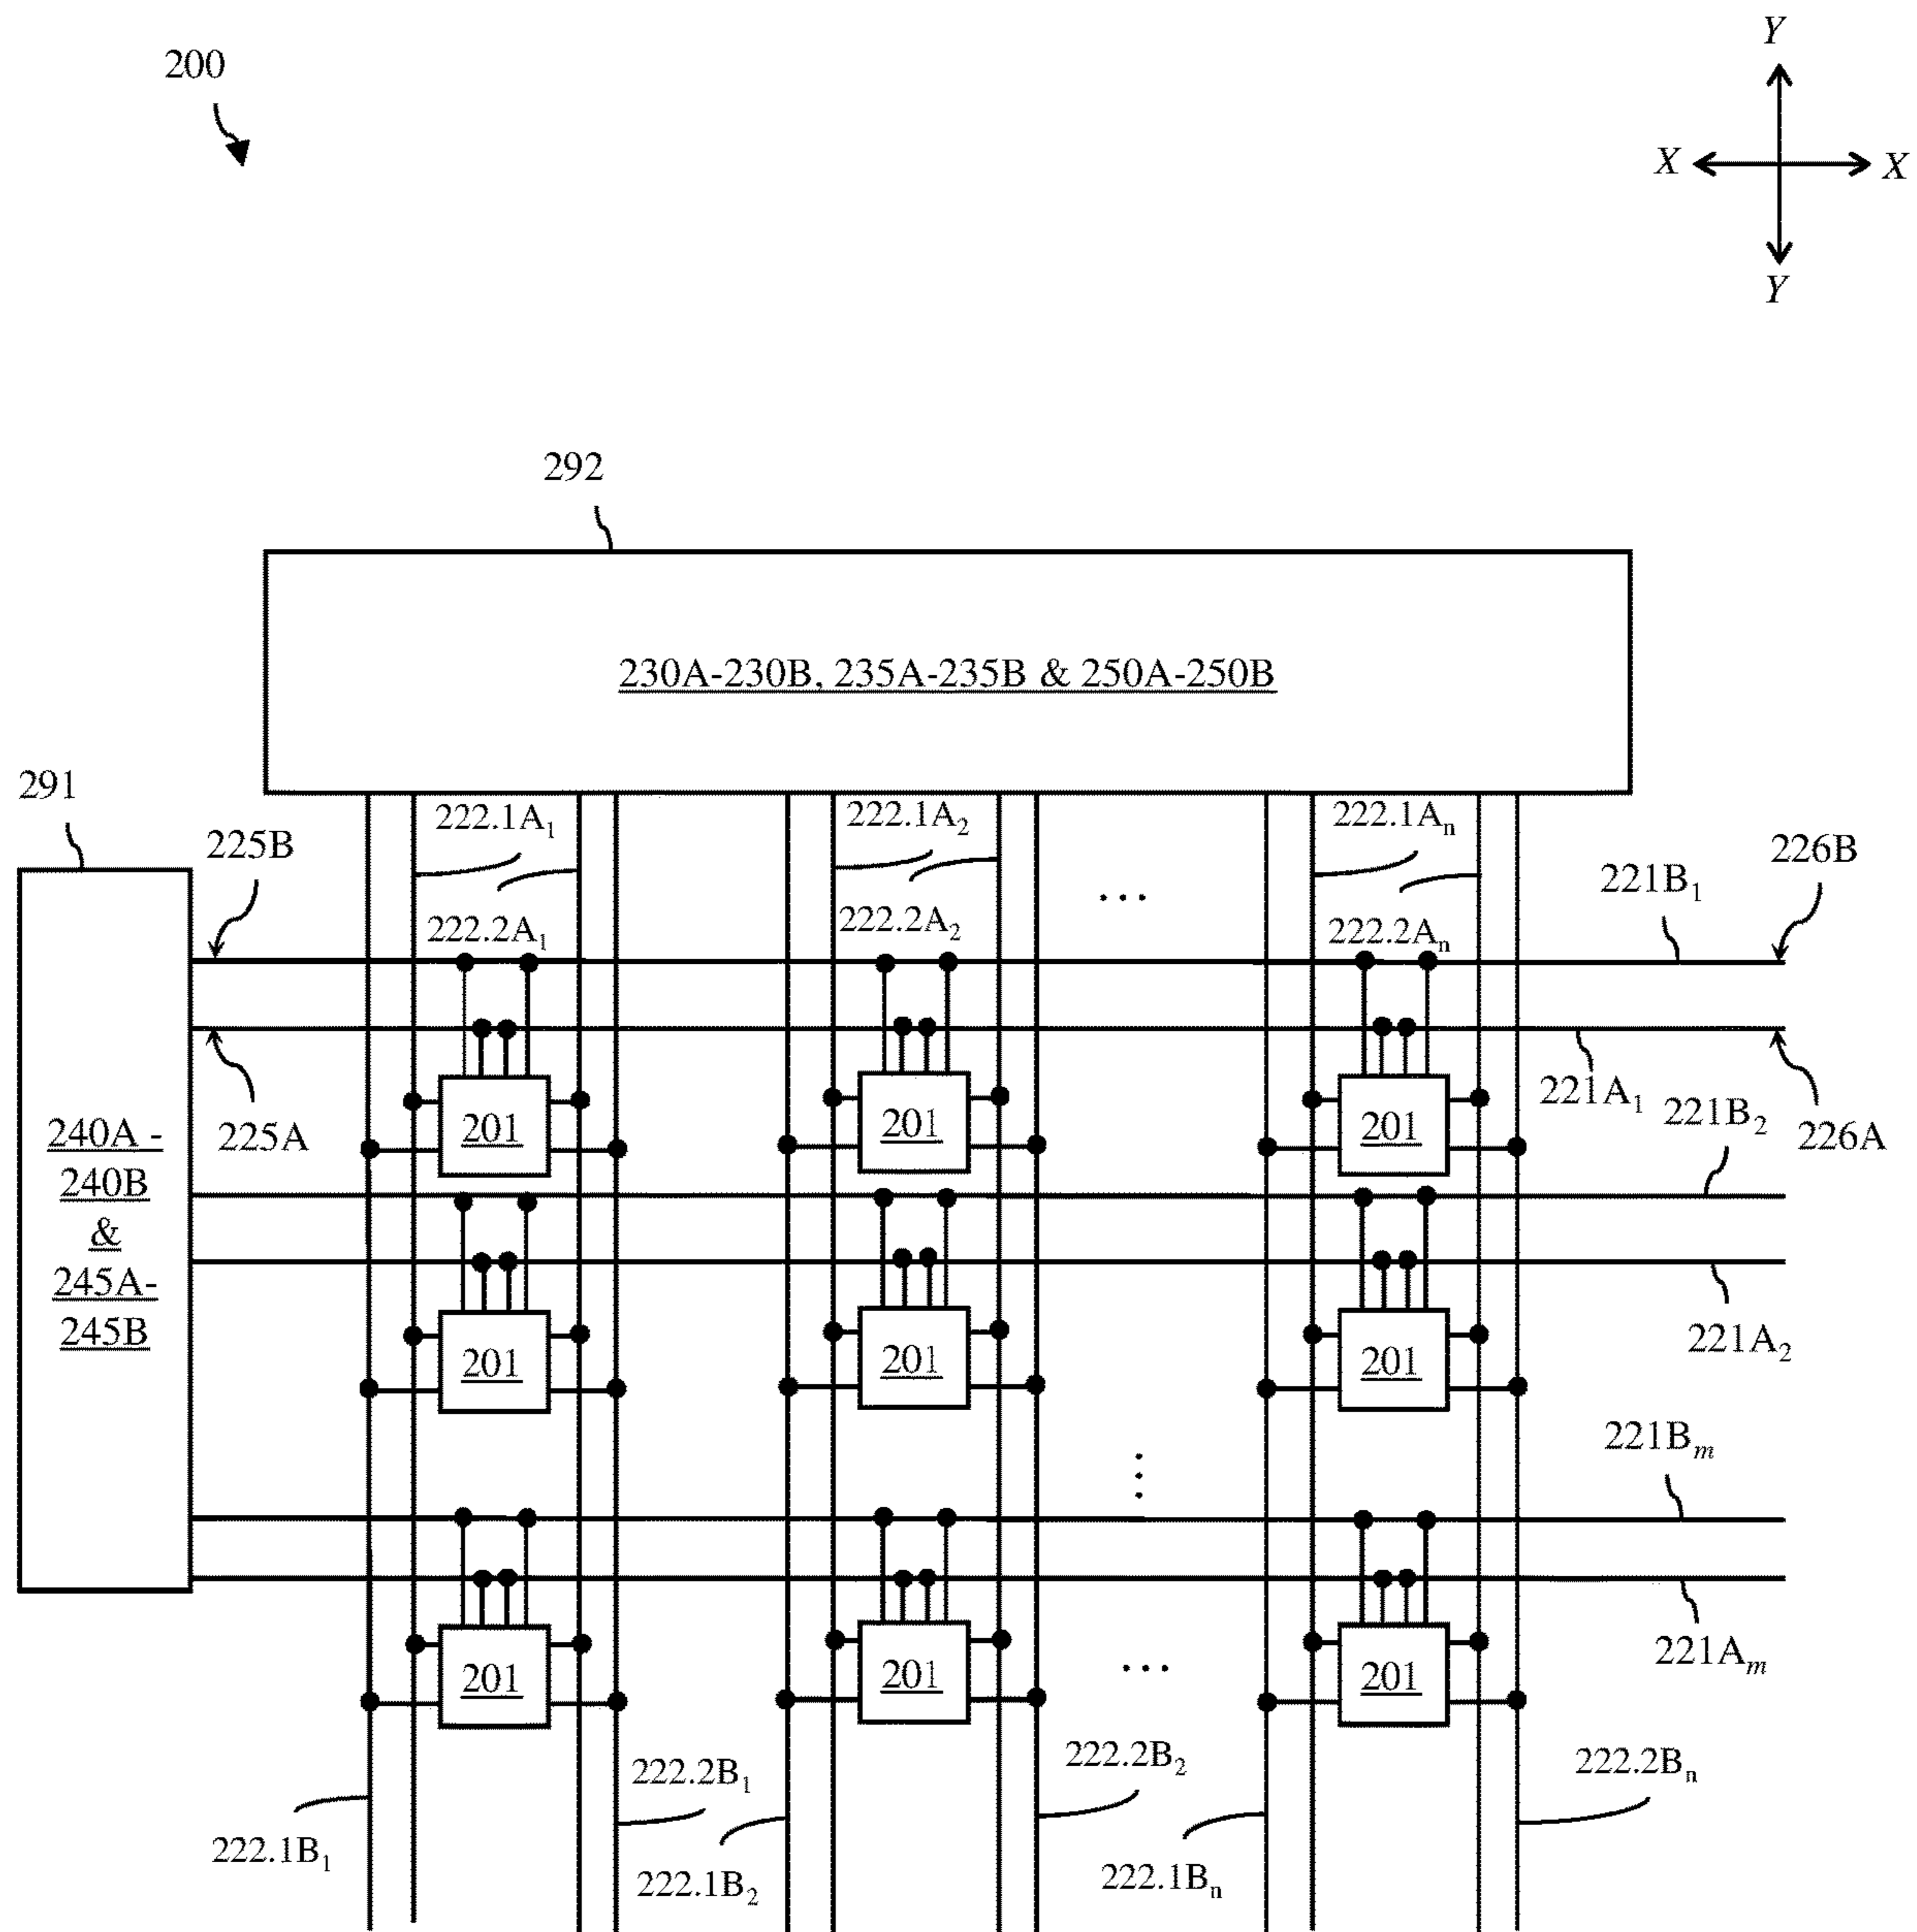 Y
200
X X
Y
292
230A-230B, 235A-235B & 250A-250B
291
222.1A1 222.1A2 222.1An
225B 226B
221B1
222.2A1 222.2A2 ... 222.2An
221A1
221B2
225A 226A
201 201 201
240A -
240B
&
245A-
245B
221A2
201 201 201
221Bm
...
221Am
201 201 ... 201
222.2B1 222.2B2 222.2Bn
222.1B1 222.1B2 222.1Bn